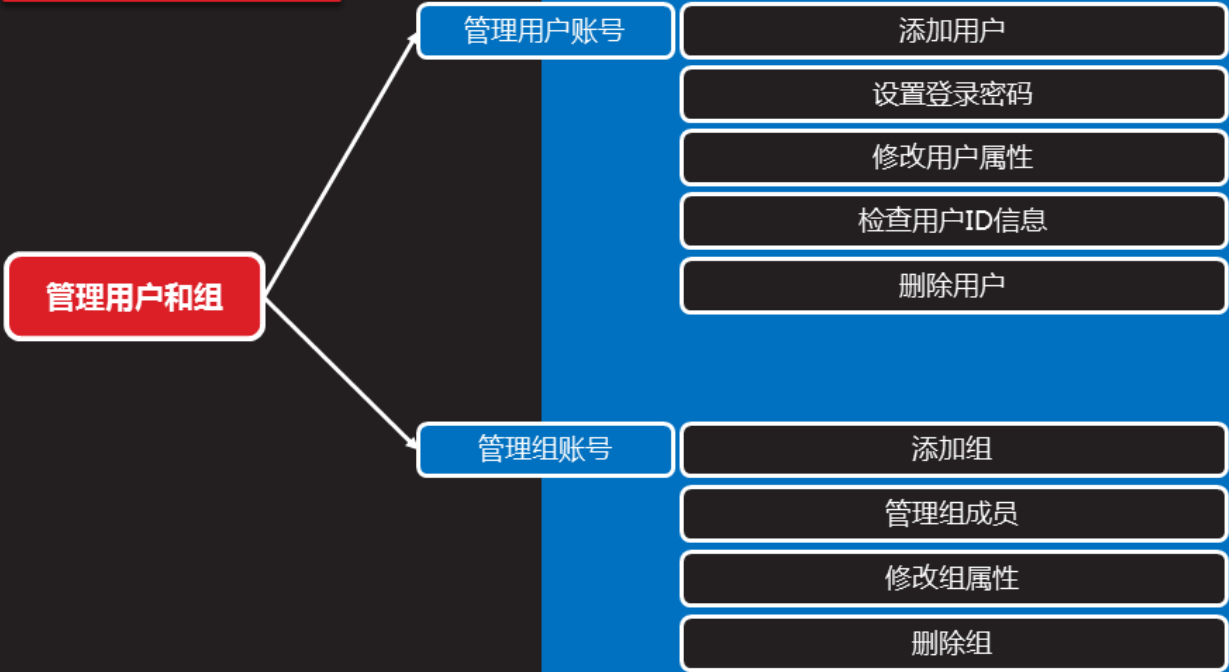 管理用户和组
管理用户账号
添加用户
设置登录密码
修改用户属性
检查用户ID信息
删除用户
管理组账号
添加组
管理组成员
修改组属性
删除组